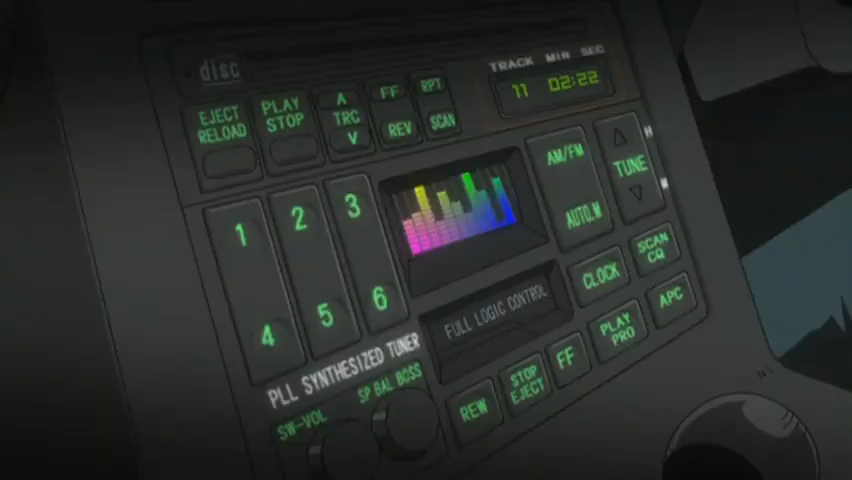 disc
TRACK MIN SEC
11 02:22
EJECT
RELOAD
PLAY
STOP
A
TRC
V
FF
REV
RPT
SCAN
AM/FM
AUTO.M
TUNE
H
M
1
2
3
4
5
6
FULL LOGIC CONTROL
CLOCK
SCAN
CQ
APC
PLAY
PRO
FF
STOP
EJECT
REW
PLL SYNTHESIZED TUNER
SW-VOL
SP BAL BOSS